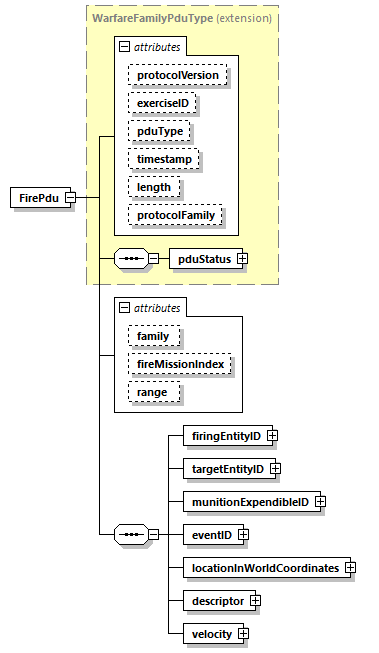 WarfareFamilyPduType (extension)
attributes
protocolVersion
exerciseID
pduType
timestamp
length
protocolFamily
FirePdu
pduStatus
attributes
family
fireMissionIndex
range
firingEntityID
targetEntityID
munitionExpendibleID
eventID
locationInWorldCoordinates
descriptor
velocity